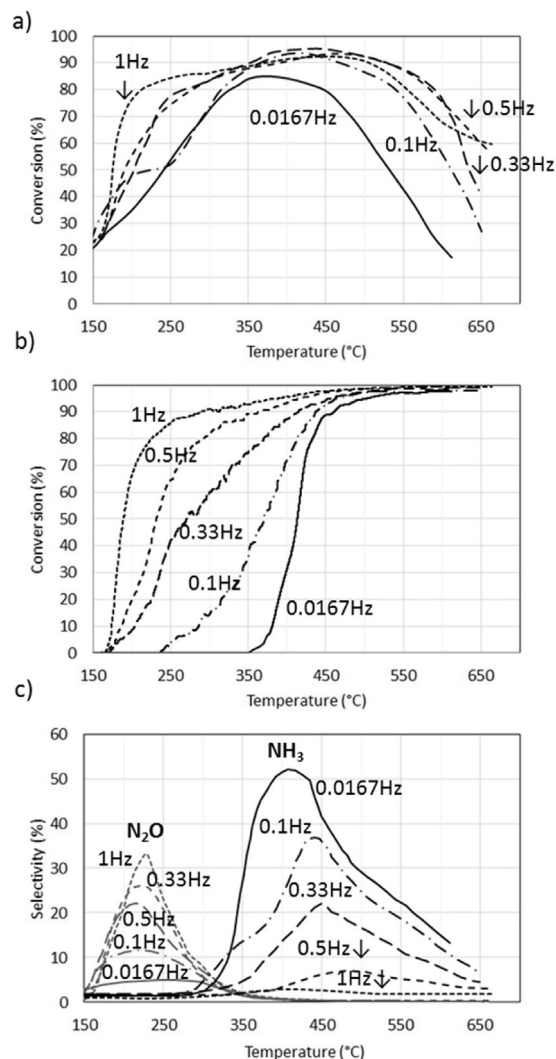 a)
100
90
80
70
60
50
40
30
20
10
0
Conversion (%)
1Hz
0.0167Hz
0.1Hz
0.5Hz
0.33Hz
150 250 350 450 550 650
Temperature (°C)
b)
100
90
80
70
60
50
40
30
20
10
0
Conversion (%)
1Hz
0.5Hz
0.33Hz
0.1Hz
0.0167Hz
150 250 350 450 550 650
Temperature (°C)
c)
60
50
40
30
20
10
0
Selectivity (%)
NH₃
0.0167Hz
N₂O
0.1Hz
1Hz
0.33Hz
0.33Hz
0.5Hz
0.5Hz
0.1Hz
1Hz
0.0167Hz
150 250 350 450 550 650
Temperature (°C)